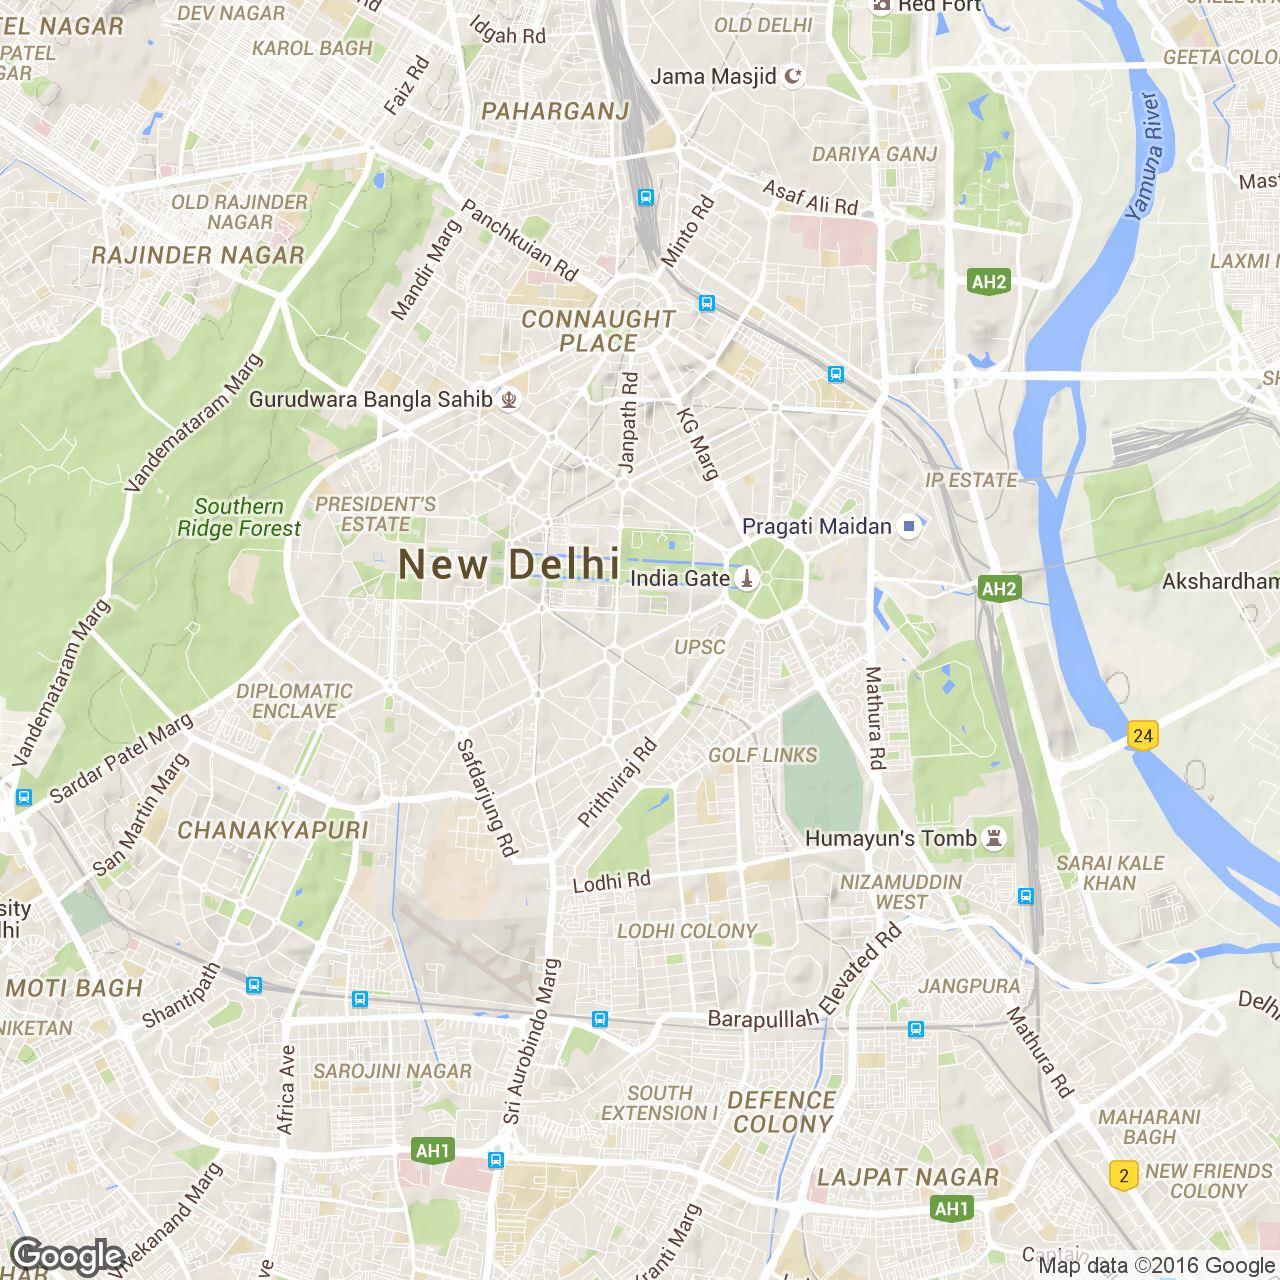 Red Fort
TEL NAGAR
DEV NAGAR
Idgah Rd
OLD DELHI
KAROL BAGH
PATEL
GAR
GEETA COLO
Jama Masjid
Faiz Rd
PAHARGANJ
Yamuna River
DARIYA GANJ
Mast
OLD RAJINDER
NAGAR
Asaf Ali Rd
Panchkuian Rd
Minto Rd
RAJINDER NAGAR
Mandir Marg
LAXMI N
AH2
CONNAUGHT
PLACE
Vandemataram Marg
Gurudwara Bangla Sahib
Janpath Rd
KG Marg
SH
IP ESTATE
Southern
Ridge Forest
PRESIDENT'S
ESTATE
Pragati Maidan
New Delhi
India Gate
AH2
Akshardham
Vandemataram Marg
UPSC
DIPLOMATIC
ENCLAVE
Mathura Rd
Sardar Patel Marg
24
San Martin Marg
Safdarjung Rd
Prithviraj Rd
GOLF LINKS
CHANAKYAPURI
Humayun's Tomb
SARAI KALE
KHAN
Lodhi Rd
NIZAMUDDIN
WEST
sity
lhi
LODHI COLONY
MOTI BAGH
Shantipath
Sri Aurobindo Marg
Barapulllah Elevated Rd
JANGPURA
Delhi
NIKETAN
Mathura Rd
SAROJINI NAGAR
Africa Ave
SOUTH
EXTENSION I
DEFENCE
COLONY
MAHARANI
BAGH
AH1
Vivekanand Marg
LAJPAT NAGAR
2
NEW FRIENDS
COLONY
AH1
Kranti Marg
Captain
Google
HAR
ve
Map data ©2016 Google